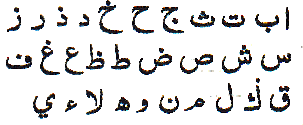 ا ب ت ث ج ح خ د ذ ر ز
س ش ص ض ط ظ ع غ ف
ق ك ل م ن و ه لا ء ي